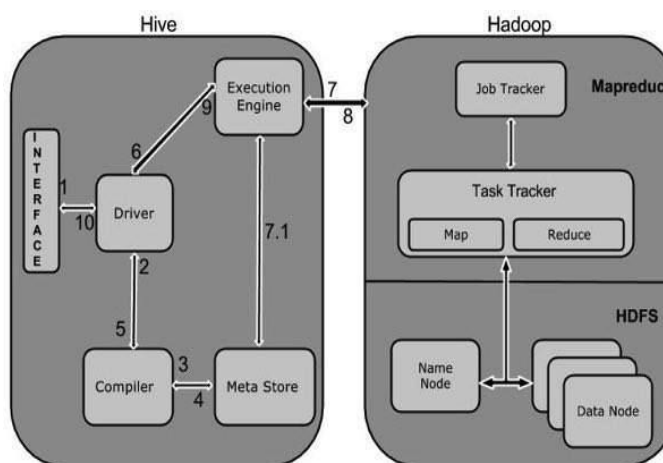 Hive
Hadoop
Execution
Engine
7
8
Job Tracker
Mapreduc
9
6
INTERFACE
1
10
Driver
Task Tracker
Map
Reduce
7.1
2
5
HDFS
Compiler
3
4
Meta Store
Name
Node
Data Node